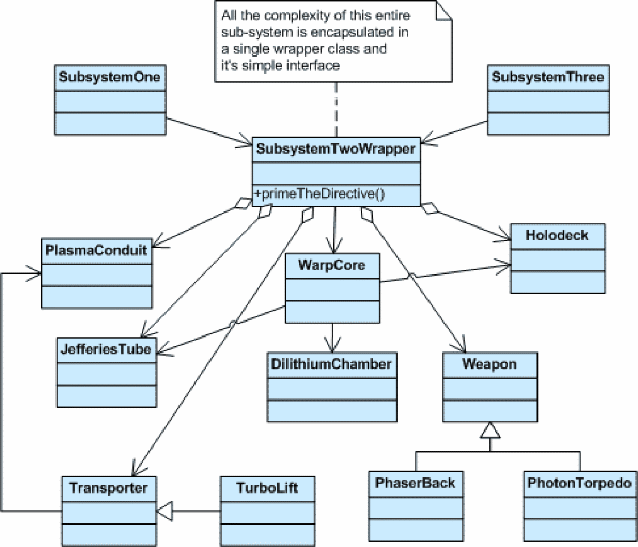 All the complexity of this entire
sub-system is encapsulated in
a single wrapper class and
it's simple interface
SubsystemOne
SubsystemThree
SubsystemTwoWrapper
+primeTheDirective()
PlasmaConduit
WarpCore
Holodeck
JefferiesTube
DilithiumChamber
Weapon
Transporter
TurboLift
PhaserBack
PhotonTorpedo